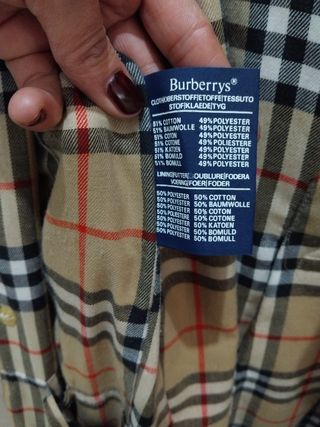 Burberrys®
CLOTH|OBERSTOFF|ETOFFE|TESSUTO
STOF|KLAEDE|TYG
51% COTTON 49% POLYESTER
51% BAUMWOLLE 49% POLYESTER
51% COTON 49% POLYESTER
51% COTONE 49% POLIESTERE
51% KATOEN 49% POLYESTER
51% BOMULD 49% POLYESTER
51% BOMULL 49% POLYESTER
LINING|FUTTER|DOUBLURE|FODERA
VOERING|FOER|FODER
50% POLYESTER 50% COTTON
50% POLYESTER 50% BAUMWOLLE
50% POLYESTER 50% COTON
50% POLIESTERE 50% COTONE
50% POLYESTER 50% KATOEN
50% POLYESTER 50% BOMULD
50% POLYESTER 50% BOMULL